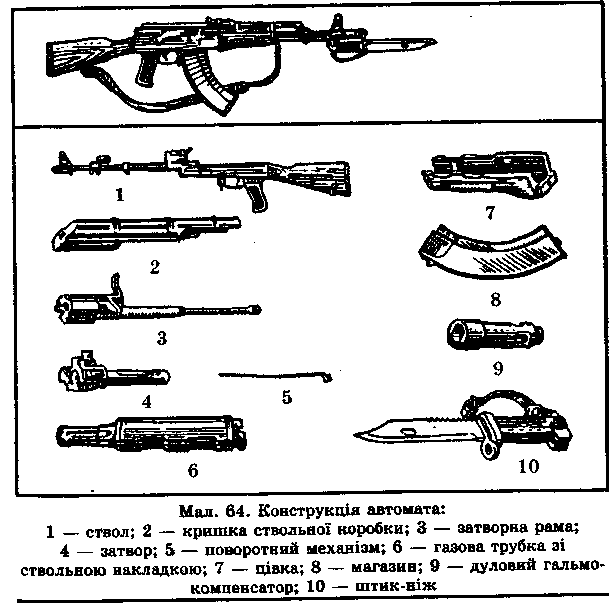 1
2
3
4
5
6
7
8
9
10
Мал. 64. Конструкція автомата:
1 — ствол; 2 — кришка ствольної коробки; 3 — затворна рама;
4 — затвор; 5 — поворотний механізм; 6 — газова трубка зі
ствольною накладкою; 7 — цівка; 8 — магазин; 9 — дуловий гальмо-
компенсатор; 10 — штик-ніж